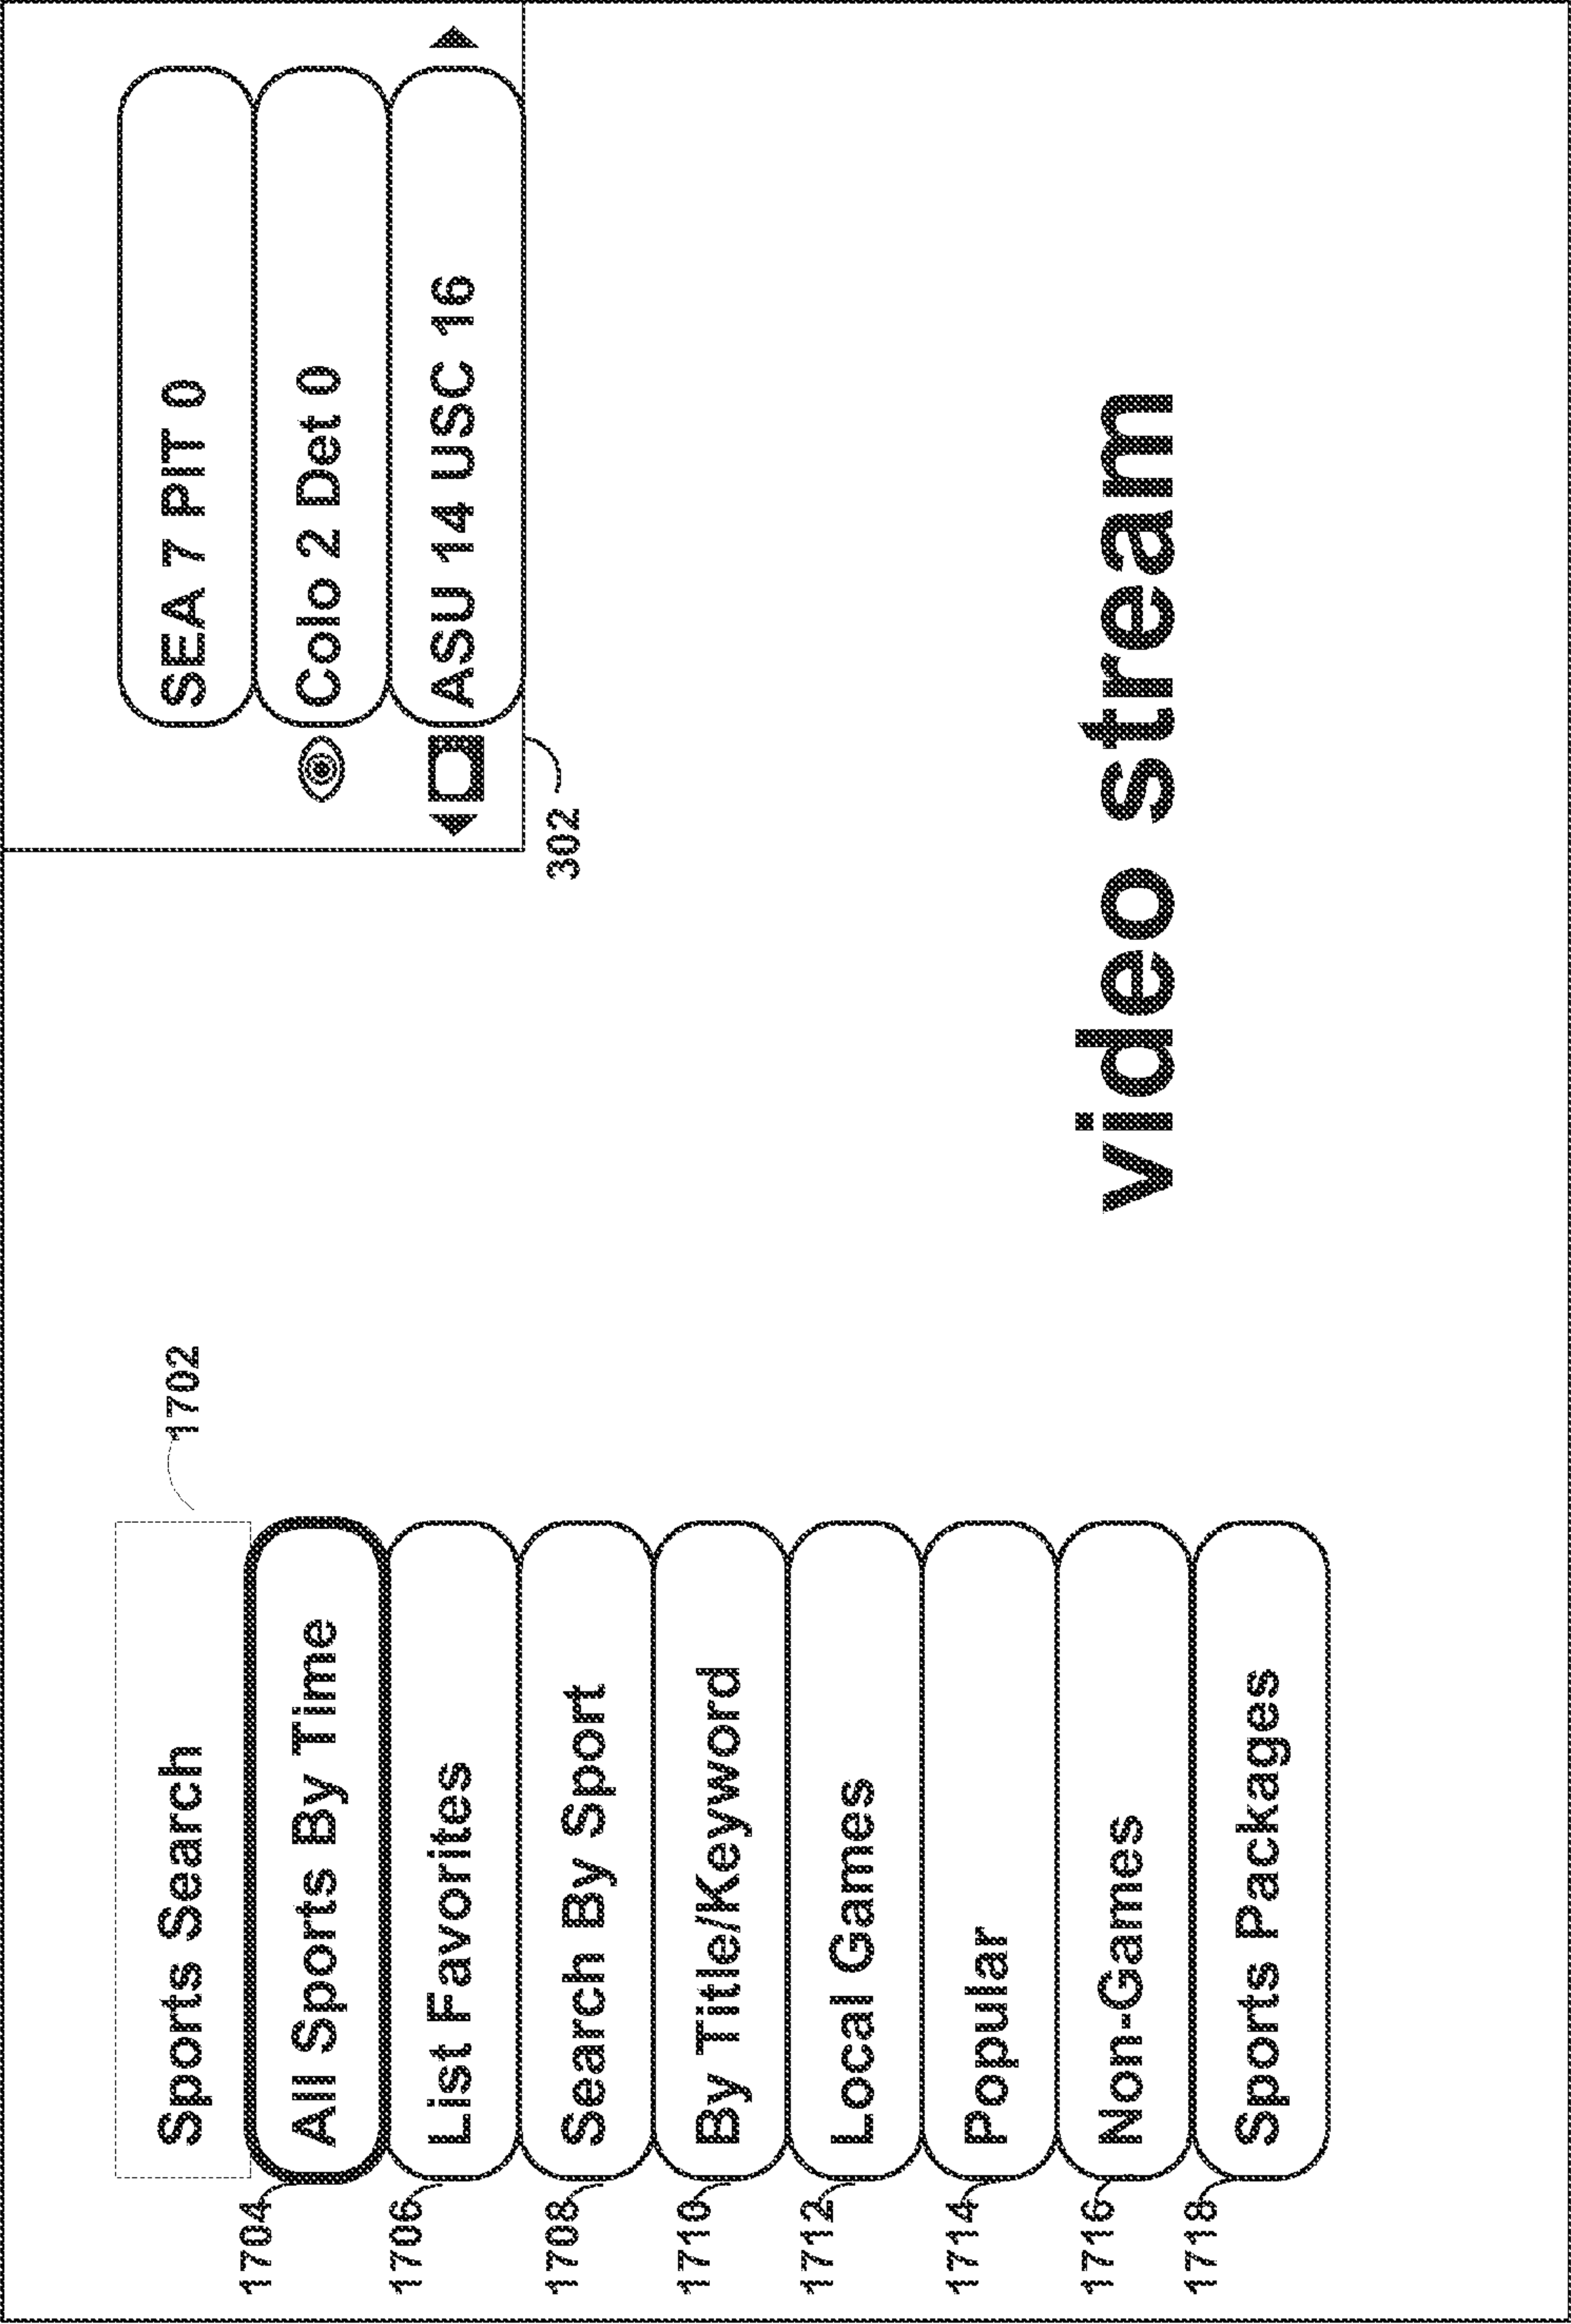 Sports Search
1702
1704 All Sports By Time
1706 List Favorites
1708 Search By Sport
1710 By Title/Keyword
1712 Local Games
1714 Popular
1716 Non-Games
1718 Sports Packages
SEA 7 PIT 0
Colo 2 Det 0
ASU 14 USC 16
302
video stream